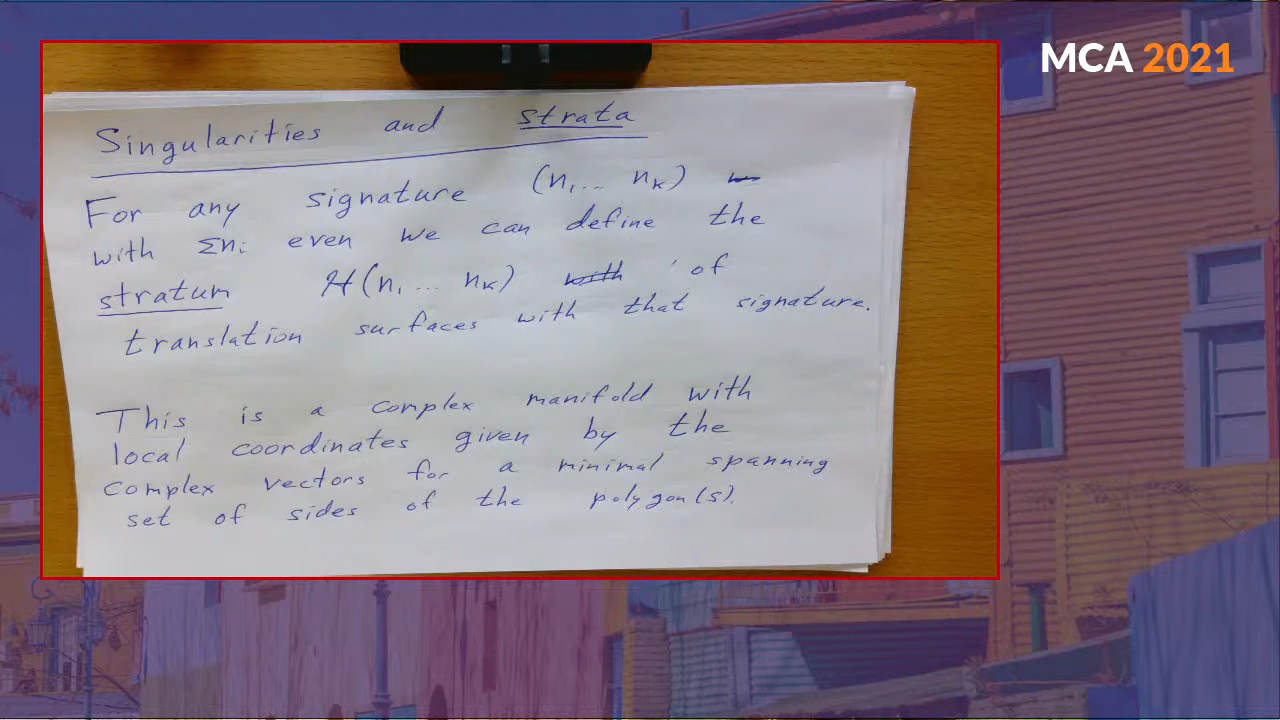 MCA 2021
Singularities and strata
For any signature (n₁... nₖ)
with Σnᵢ even we can define the
stratum H(n₁ ... nₖ) with of
translation surfaces with that signature.
This is a complex manifold with
local coordinates given by the
complex vectors for a minimal spanning
set of sides of the polygon(s).